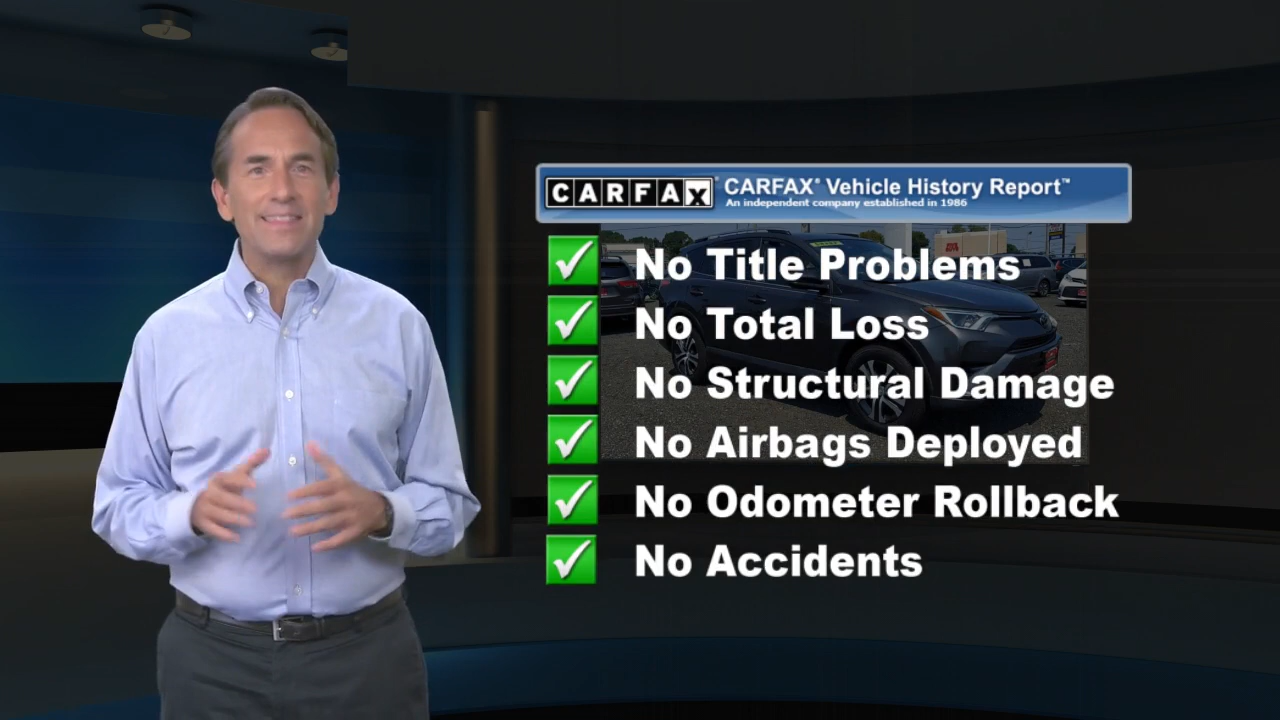 CARFAX® CARFAX® Vehicle History Report™
An independent company established in 1986
No Title Problems
No Total Loss
No Structural Damage
No Airbags Deployed
No Odometer Rollback
No Accidents